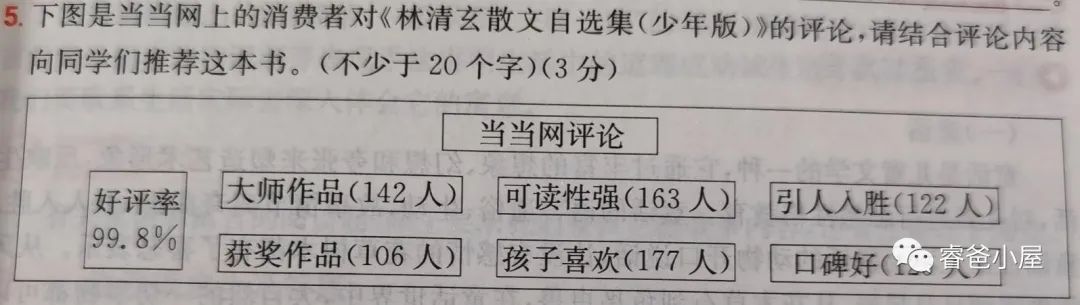 5. 下图是当当网上的消费者对《林清玄散文自选集(少年版)》的评论,请结合评论内容
向同学们推荐这本书。(不少于 20 个字)(3 分)
当当网评论
好评率
99.8%
大师作品(142 人)
可读性强(163 人)
引人入胜(122 人)
获奖作品(106 人)
孩子喜欢(177 人)
口碑好(1 人)
睿爸小屋